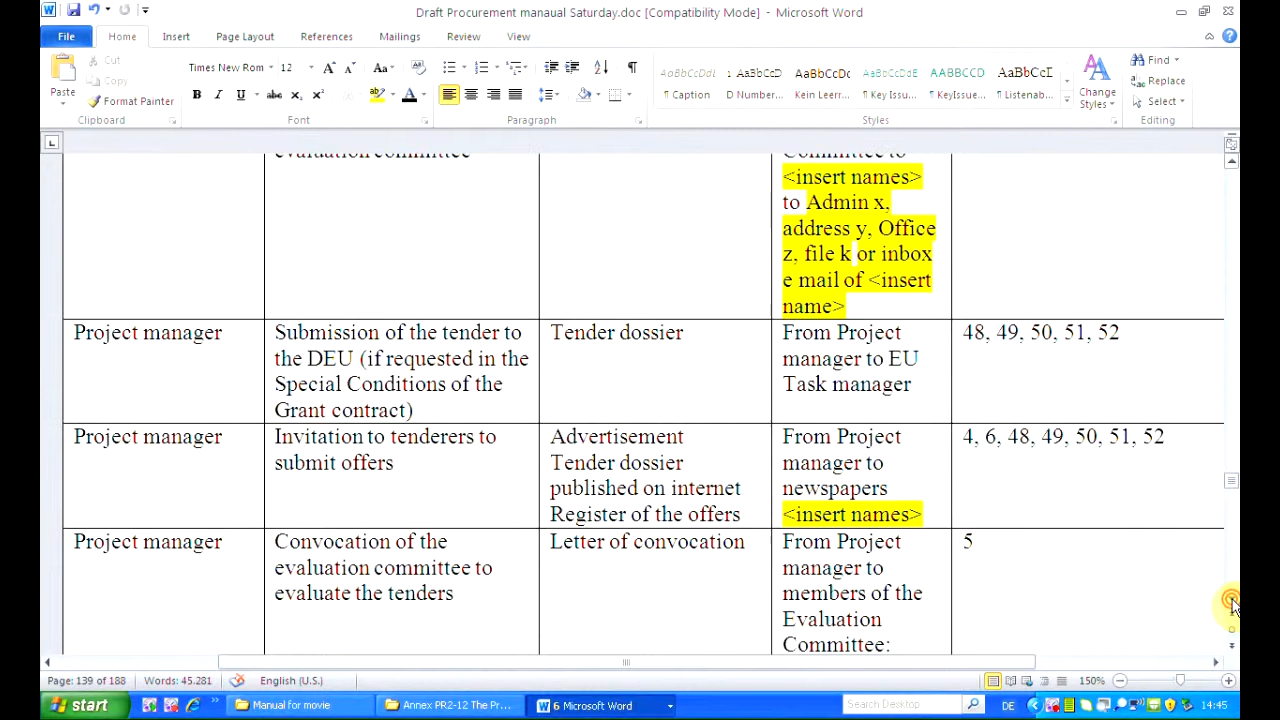 Draft Procurement manaual Saturday.doc [Compatibility Mode] - Microsoft Word
File Home Insert Page Layout References Mailings Review View
Paste
Cut
Copy
Format Painter
Clipboard
Times New Rom 12
Font
Paragraph
AaBbCcDdI AaBbCcD AaBbCcDc AaBbCcDd AABBCCD AaBbCcE
¶ Caption D Number... Kein Leerr... ¶ Key Issu... ¶ KeyIssue... ¶ Listenab...
Change Styles
Styles
Find
Replace
Select
Editing
evaluation committee
Committee to
<insert names>
to Admin x,
address y, Office
z, file k or inbox
e mail of <insert
name>
Project manager
Submission of the tender to
the DEU (if requested in the
Special Conditions of the
Grant contract)
Tender dossier
From Project
manager to EU
Task manager
48, 49, 50, 51, 52
Project manager
Invitation to tenderers to
submit offers
Advertisement
Tender dossier
published on internet
Register of the offers
From Project
manager to
newspapers
<insert names>
4, 6, 48, 49, 50, 51, 52
Project manager
Convocation of the
evaluation committee to
evaluate the tenders
Letter of convocation
From Project
manager to
members of the
Evaluation
Committee:
5
Page: 139 of 188 Words: 45.281 English (U.S.) 150%
start Manual for movie Annex PR2-12 The Pr... 6 Microsoft Word Search Desktop DE 14:45